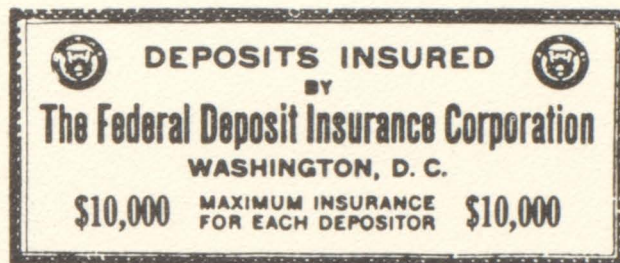 DEPOSITS INSURED
BY
The Federal Deposit Insurance Corporation
WASHINGTON, D. C.
$10,000 MAXIMUM INSURANCE FOR EACH DEPOSITOR $10,000